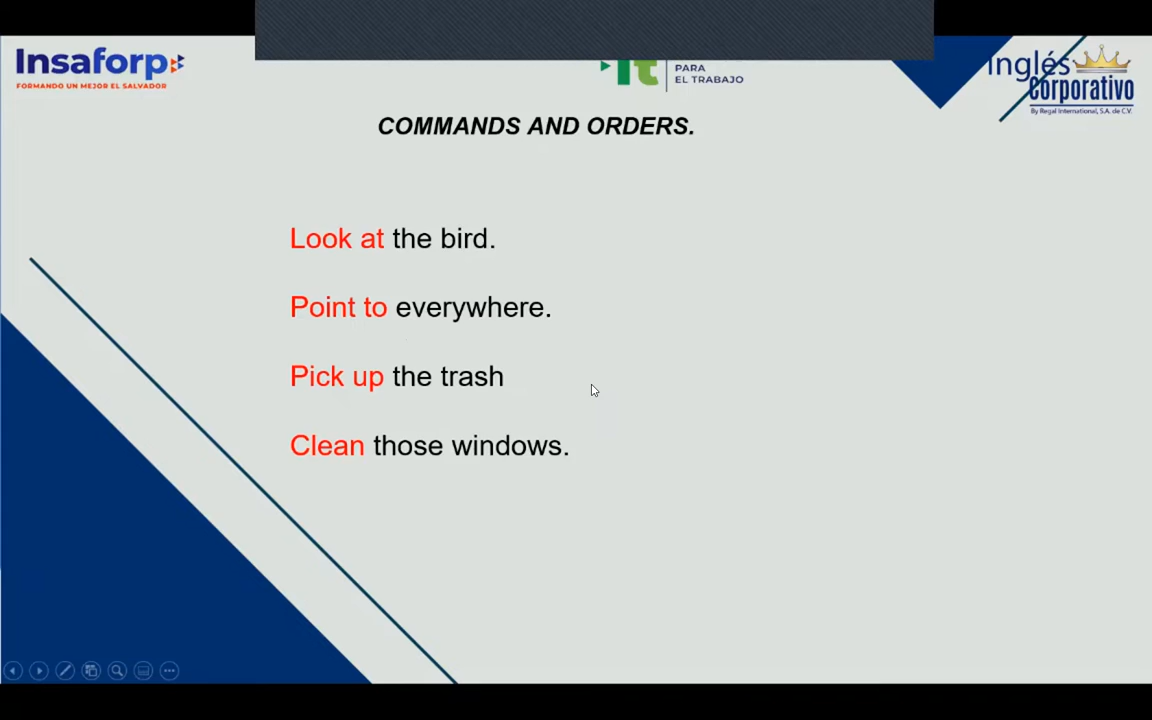 Insaforp
FORMANDO UN MEJOR EL SALVADOR
PARA
EL TRABAJO
Inglés
Corporativo
By Regal International, S.A. de C.V.
COMMANDS AND ORDERS.
Look at the bird.
Point to everywhere.
Pick up the trash
Clean those windows.